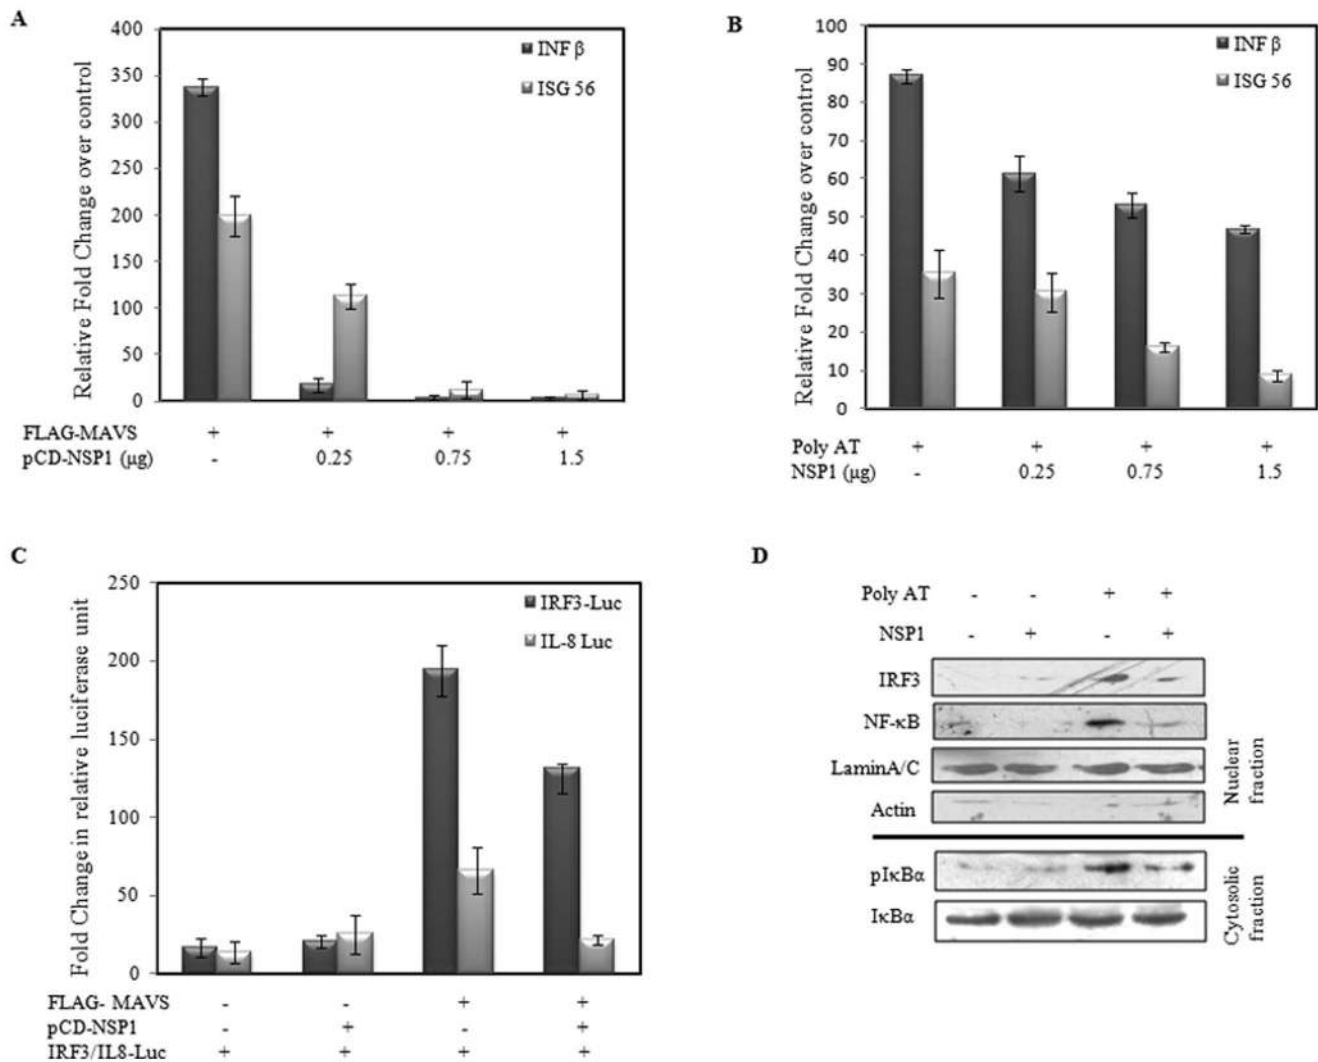 A
Relative Fold Change over control
400
350
300
250
200
150
100
50
0
INF β
ISG 56
FLAG-MAVS + + + +
pCD-NSP1 (µg) - 0.25 0.75 1.5
B
Relative Fold Change over control
100
90
80
70
60
50
40
30
20
10
0
INF β
ISG 56
Poly AT + + + +
NSP1 (µg) - 0.25 0.75 1.5
C
Fold Change in relative luciferase unit
250
200
150
100
50
0
IRF3-Luc
IL-8 Luc
FLAG- MAVS - - + +
pCD-NSP1 - + - +
IRF3/IL8-Luc + + + +
D
Poly AT - - + +
NSP1 - + - +
IRF3
NF-κB
LaminA/C
Actin
Nuclear
fraction
pIκBα
IκBα
Cytosolic
fraction